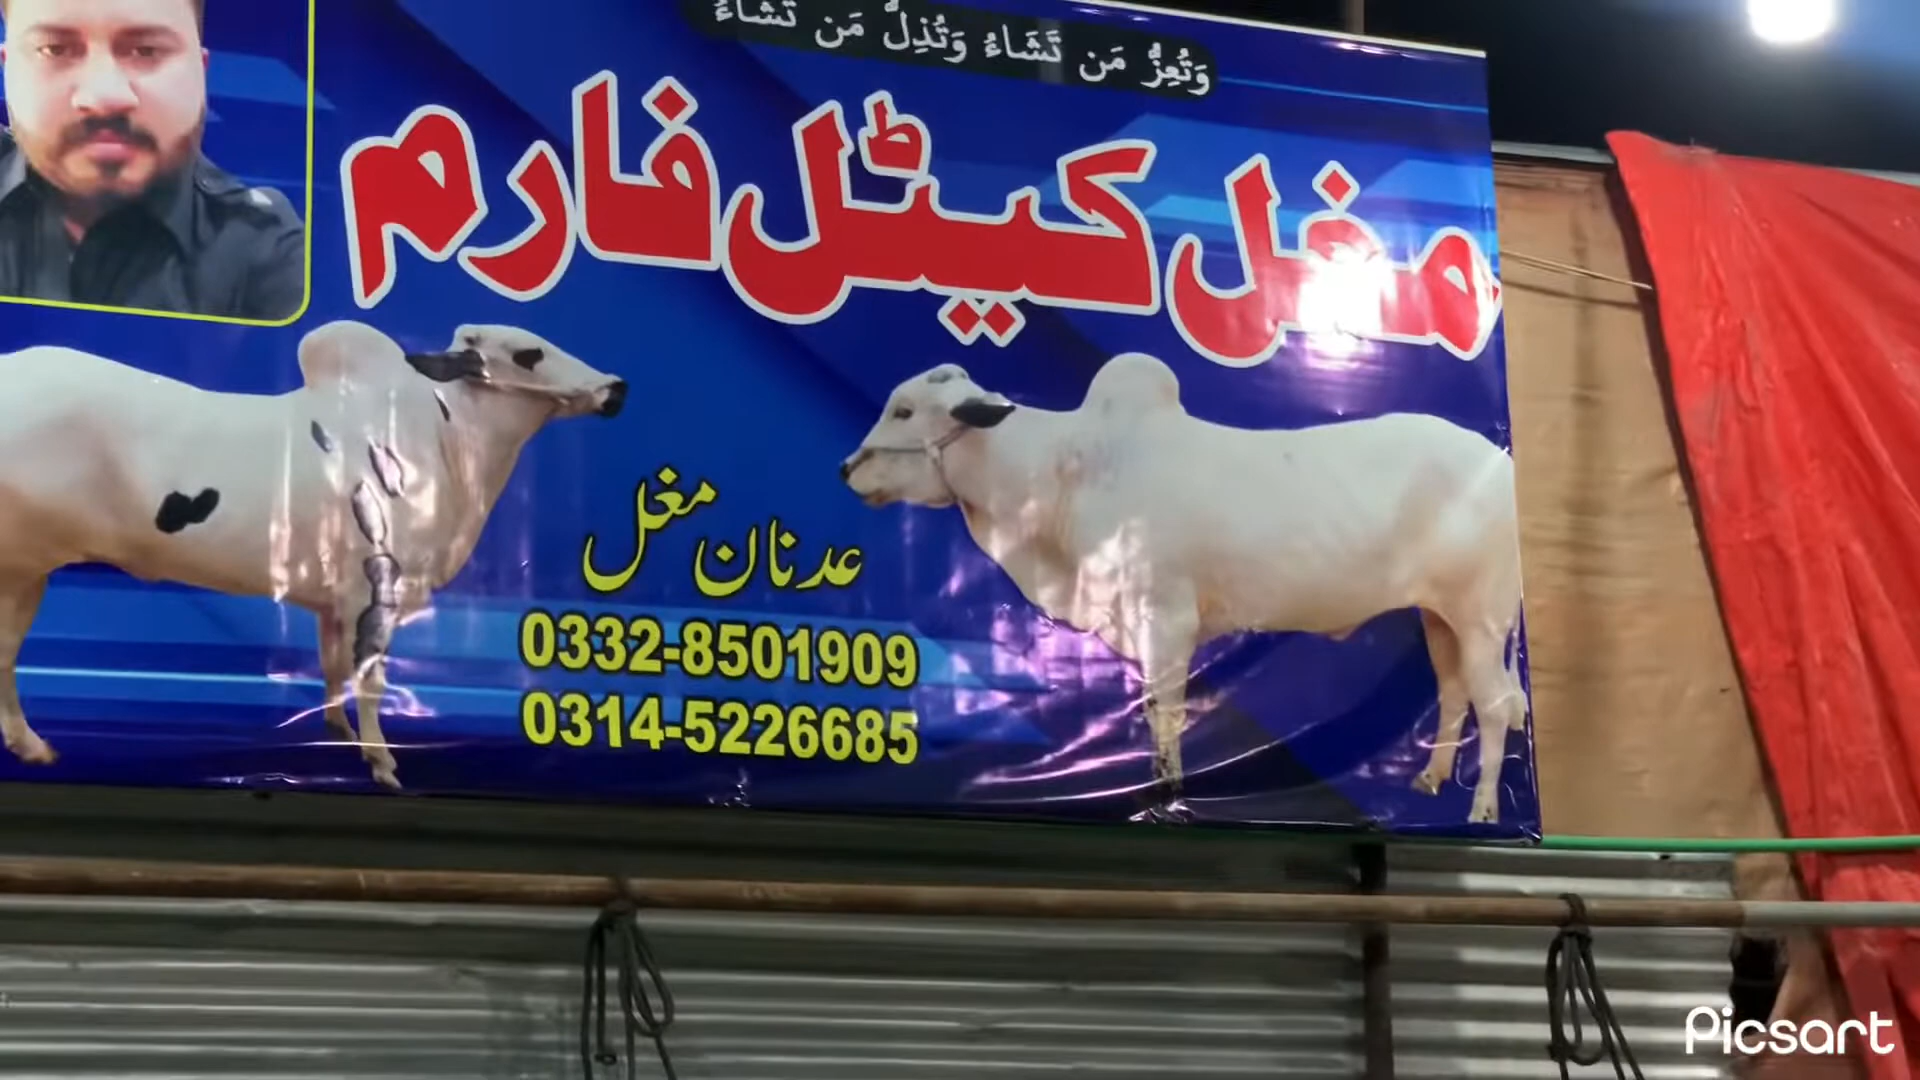 وَتُعِزُّ مَن تَشَاءُ وَتُذِلُّ مَن تَشَاءُ
مغل کیٹل فارم
عدنان مغل
0332-8501909
0314-5226685
Picsart